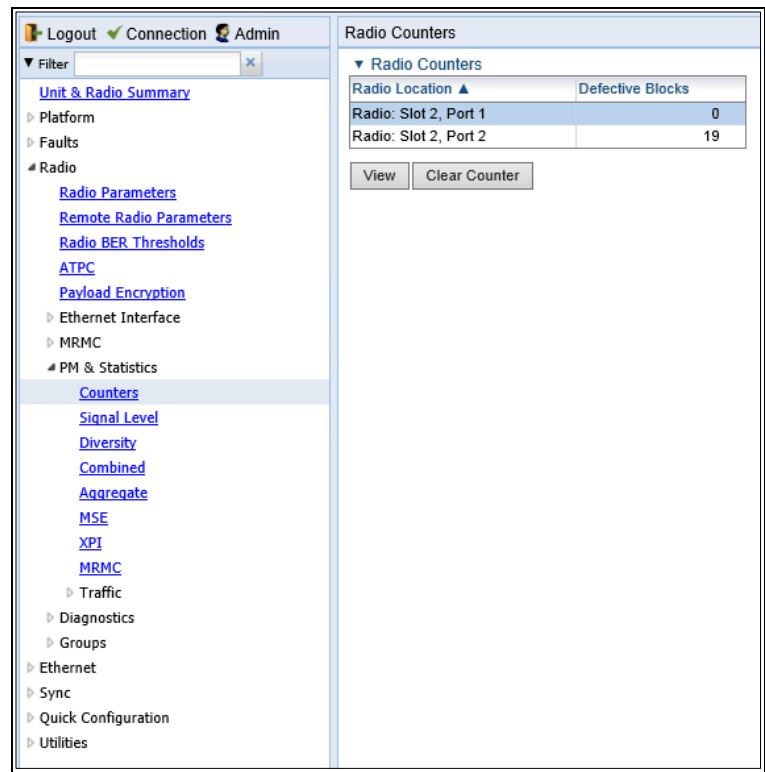 Logout Connection Admin
Filter
Unit & Radio Summary
Platform
Faults
Radio
Radio Parameters
Remote Radio Parameters
Radio BER Thresholds
ATPC
Payload Encryption
Ethernet Interface
MRMC
PM & Statistics
Counters
Signal Level
Diversity
Combined
Aggregate
MSE
XPI
MRMC
Traffic
Diagnostics
Groups
Ethernet
Sync
Quick Configuration
Utilities
Radio Counters
Radio Counters
Radio Location ▲ Defective Blocks
Radio: Slot 2, Port 1 0
Radio: Slot 2, Port 2 19
View Clear Counter